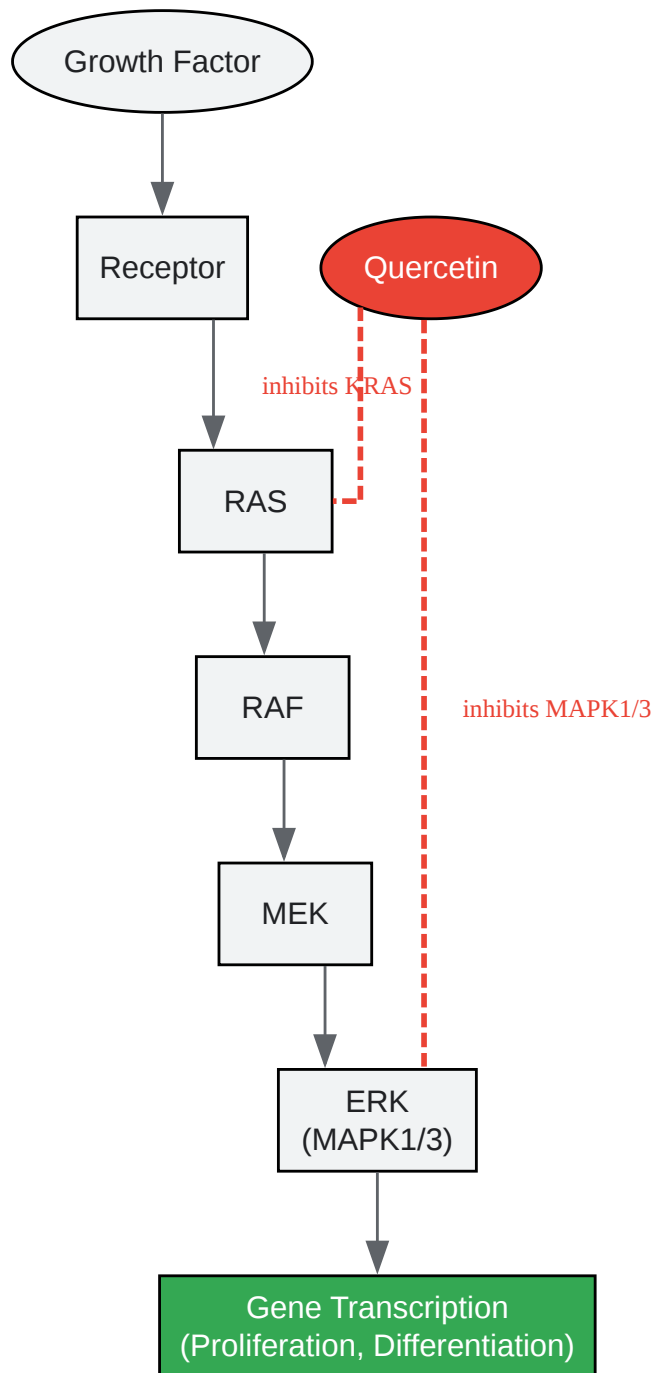 Growth Factor
Receptor
Quercetin
inhibits KRAS
RAS
RAF
inhibits MAPK1/3
MEK
ERK
(MAPK1/3)
Gene Transcription
(Proliferation, Differentiation)